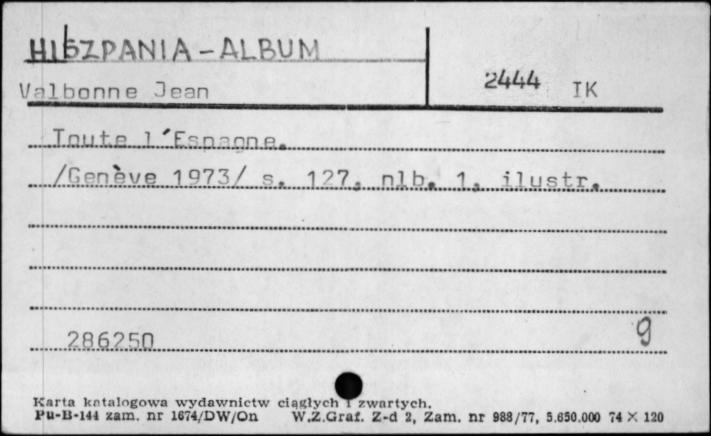 HISZPANIA - ALBUM
Valbonne Jean
2444 IK
Toute l'Espagne.
/Genève 1973/ s. 127, nlb. 1, ilustr.
286250
9
Karta katalogowa wydawnictw ciągłych i zwartych.
Pu-B-144 zam. nr 1674/DW/On W.Z.Graf. Z-d 2, Zam. nr 988/77, 5.650.000 74 × 120